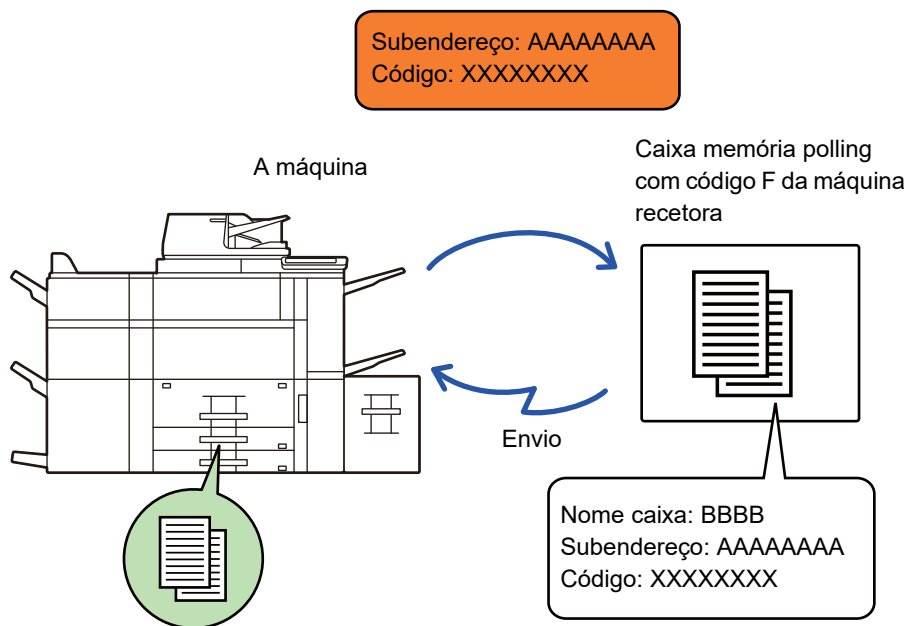 Subendereço: AAAAAAAA
Código: XXXXXXXX
A máquina
Caixa memória polling
com código F da máquina
recetora
Envio
Nome caixa: BBBB
Subendereço: AAAAAAAA
Código: XXXXXXXX